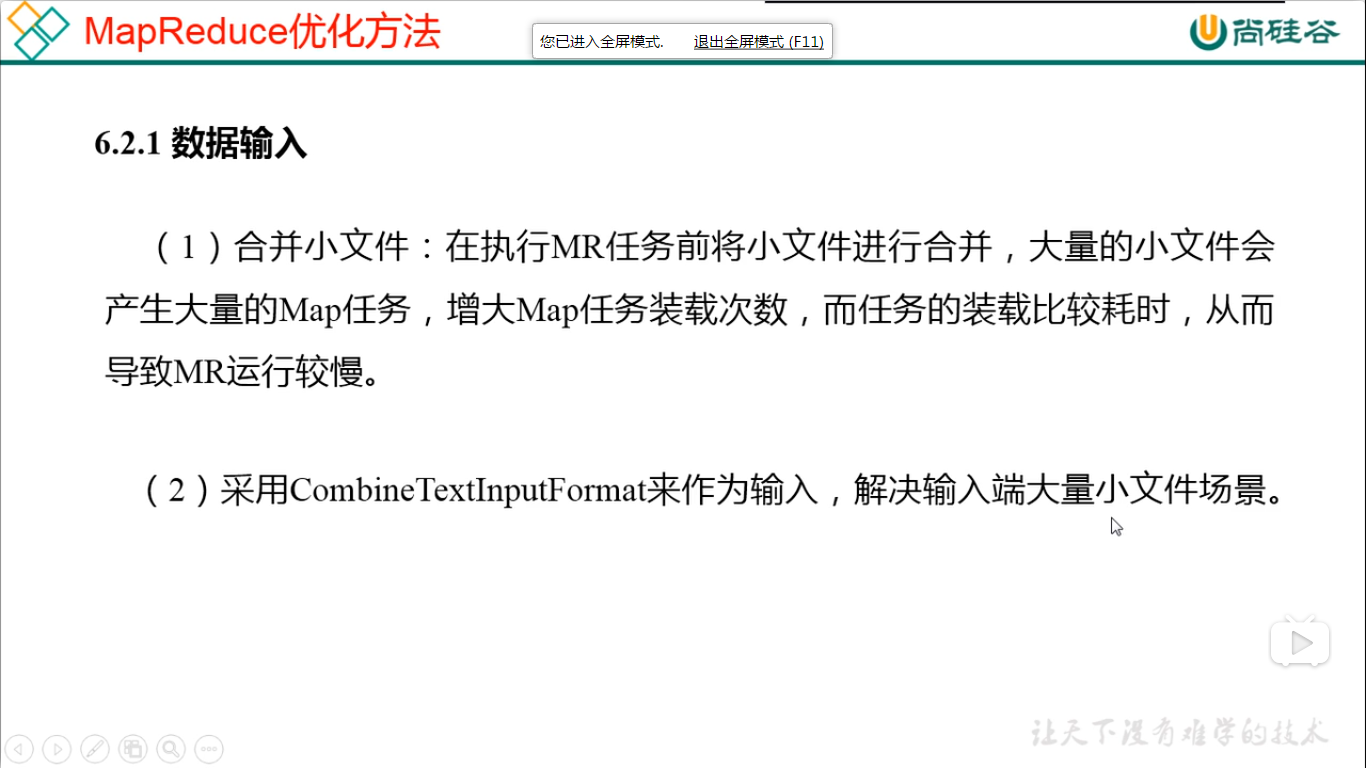 MapReduce优化方法
您已进入全屏模式. 退出全屏模式 (F11)
尚硅谷
6.2.1 数据输入
（1）合并小文件：在执行MR任务前将小文件进行合并，大量的小文件会
产生大量的Map任务，增大Map任务装载次数，而任务的装载比较耗时，从而
导致MR运行较慢。
（2）采用CombineTextInputFormat来作为输入，解决输入端大量小文件场景。
让天下没有难学的技术